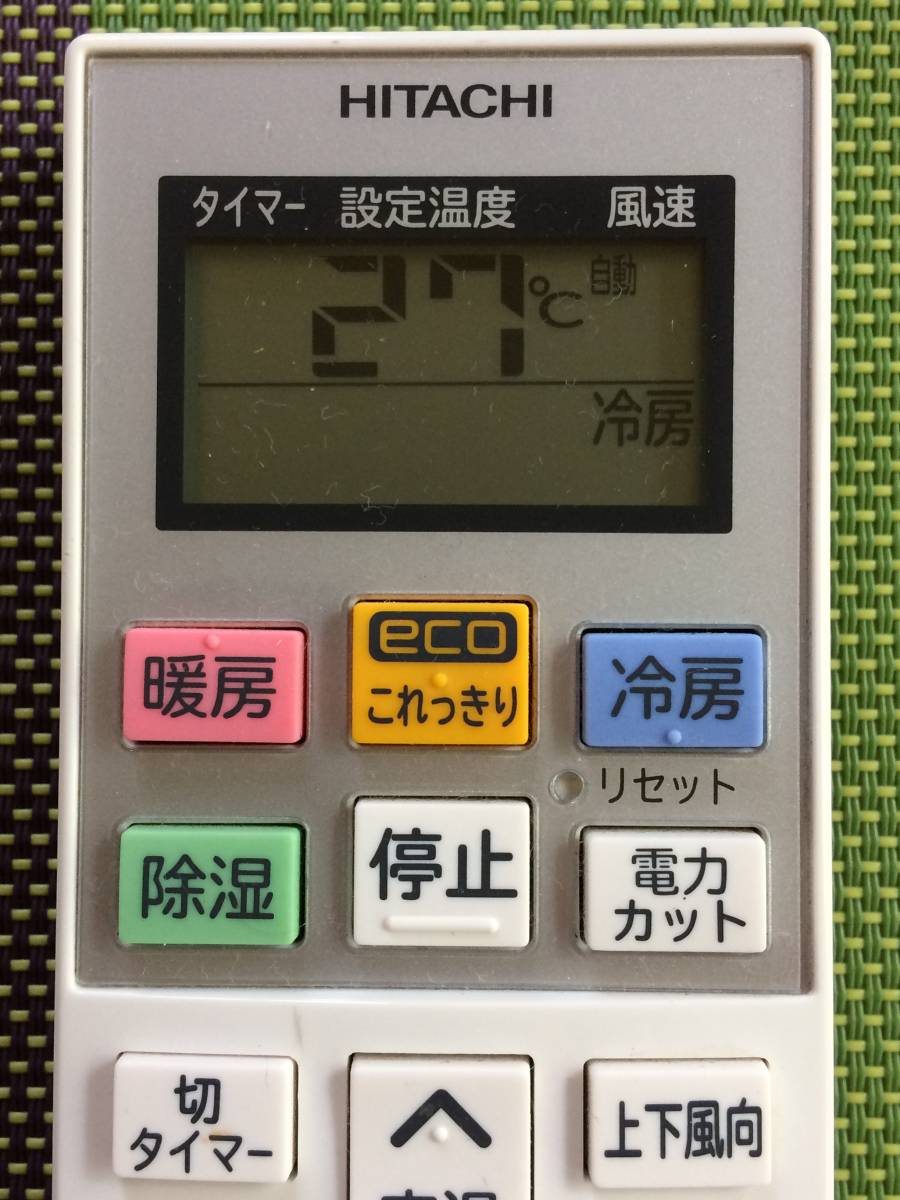 HITACHI
タイマー 設定温度 風速
27℃ 自動
冷房
暖房
eco
これっきり
冷房
リセット
除湿
停止
電力
カット
切
タイマー
上下風向